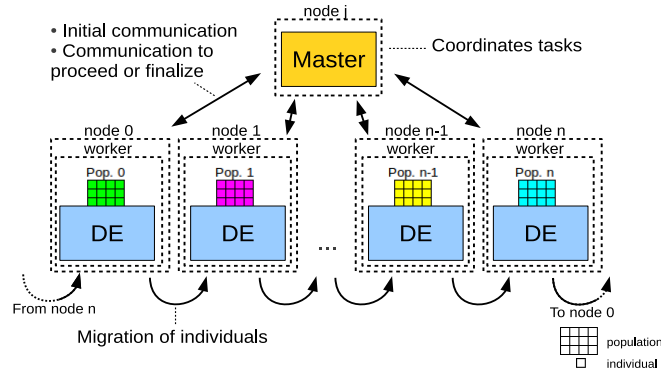 node j
• Initial communication
• Communication to
proceed or finalize
Master
Coordinates tasks
node 0
node 1
node n-1
node n
worker
worker
worker
worker
Pop. 0
Pop. 1
Pop. n-1
Pop. n
DE
DE
...
DE
DE
From node n
Migration of individuals
To node 0
population
individual